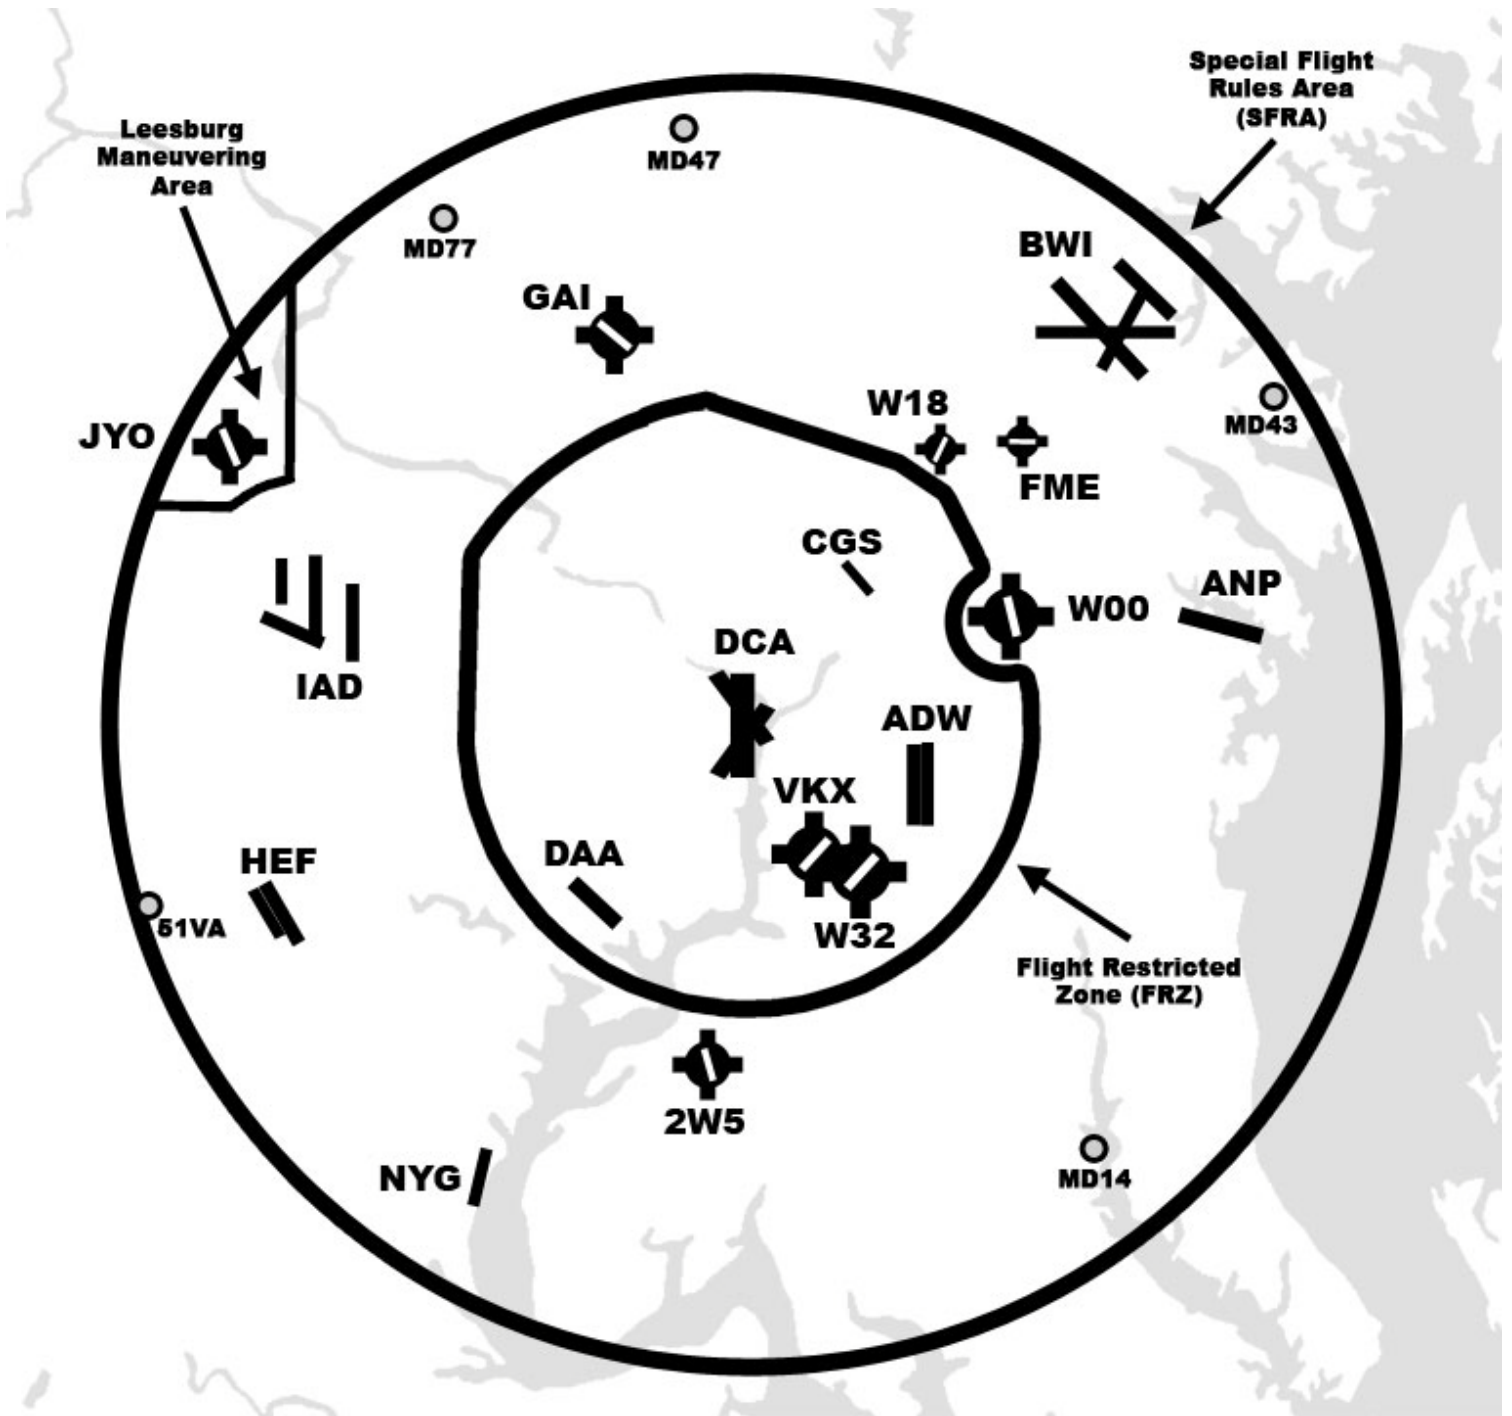 Special Flight
Rules Area
(SFRA)
Leesburg
Maneuvering
Area
MD47
MD77
BWI
GAI
W18
MD43
JYO
FME
CGS
ANP
W00
DCA
IAD
ADW
VKX
DAA
HEF
51VA
W32
Flight Restricted
Zone (FRZ)
2W5
NYG
MD14